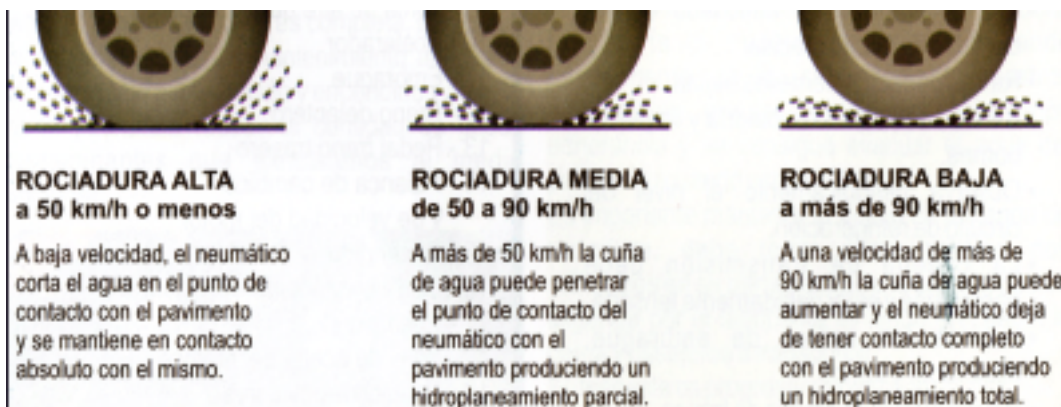 ROCIADURA ALTA
a 50 km/h o menos
A baja velocidad, el neumático
corta el agua en el punto de
contacto con el pavimento
y se mantiene en contacto
absoluto con el mismo.
ROCIADURA MEDIA
de 50 a 90 km/h
A más de 50 km/h la cuña
de agua puede penetrar
el punto de contacto del
neumático con el
pavimento produciendo un
hidroplaneamiento parcial.
ROCIADURA BAJA
a más de 90 km/h
A una velocidad de más de
90 km/h la cuña de agua puede
aumentar y el neumático deja
de tener contacto completo
con el pavimento produciendo
un hidroplaneamiento total.